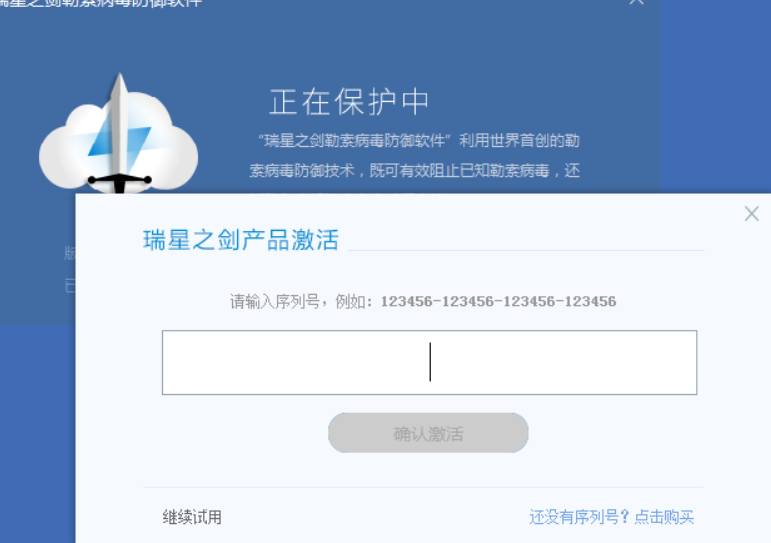 瑞星之剑勒索病毒防御软件
正在保护中
“瑞星之剑勒索病毒防御软件”利用世界首创的勒
索病毒防御技术，既可有效阻止已知勒索病毒，还
版
已
瑞星之剑产品激活
请输入序列号，例如：123456-123456-123456-123456
确认激活
继续试用
还没有序列号？点击购买